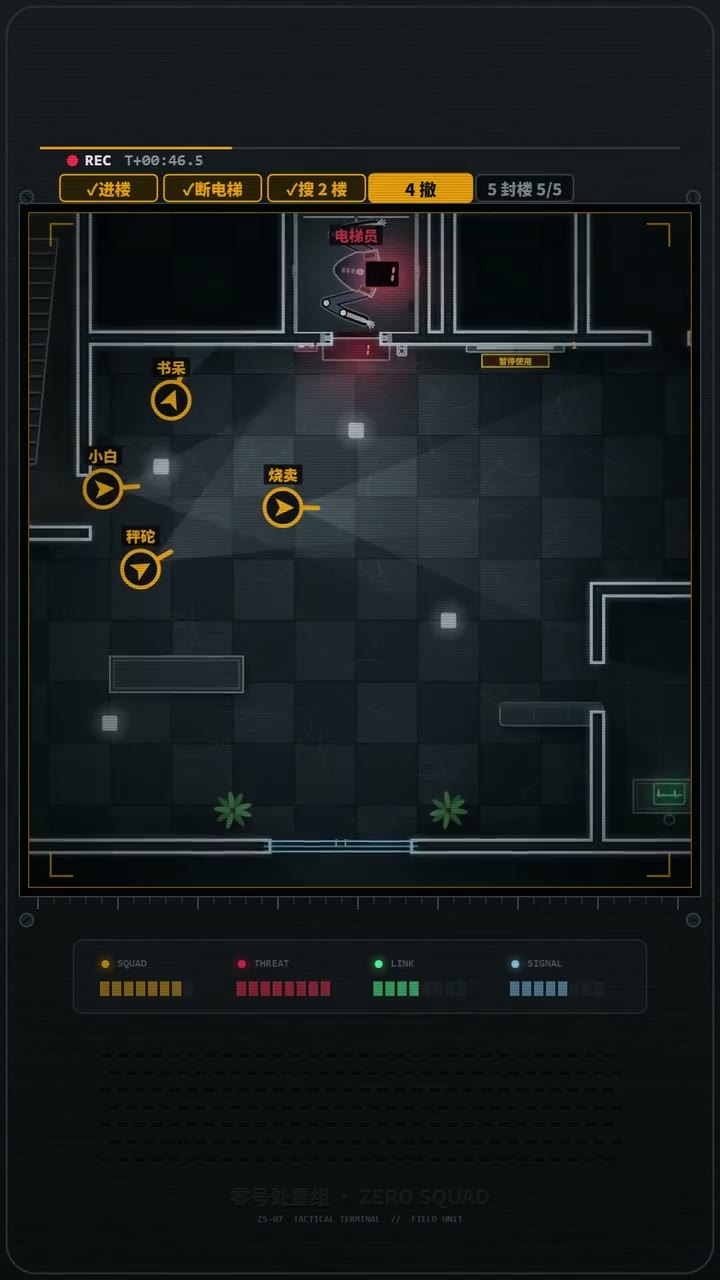 REC T+00:46.5
✓进楼 ✓断电梯 ✓搜 2 楼 4 撤 5 封楼 5/5
电梯员
1
1
暂停使用
书呆
小白
烧卖
秤砣
SQUAD THREAT LINK SIGNAL
零号处置组 · ZERO SQUAD
ZS-07 TACTICAL TERMINAL // FIELD UNIT